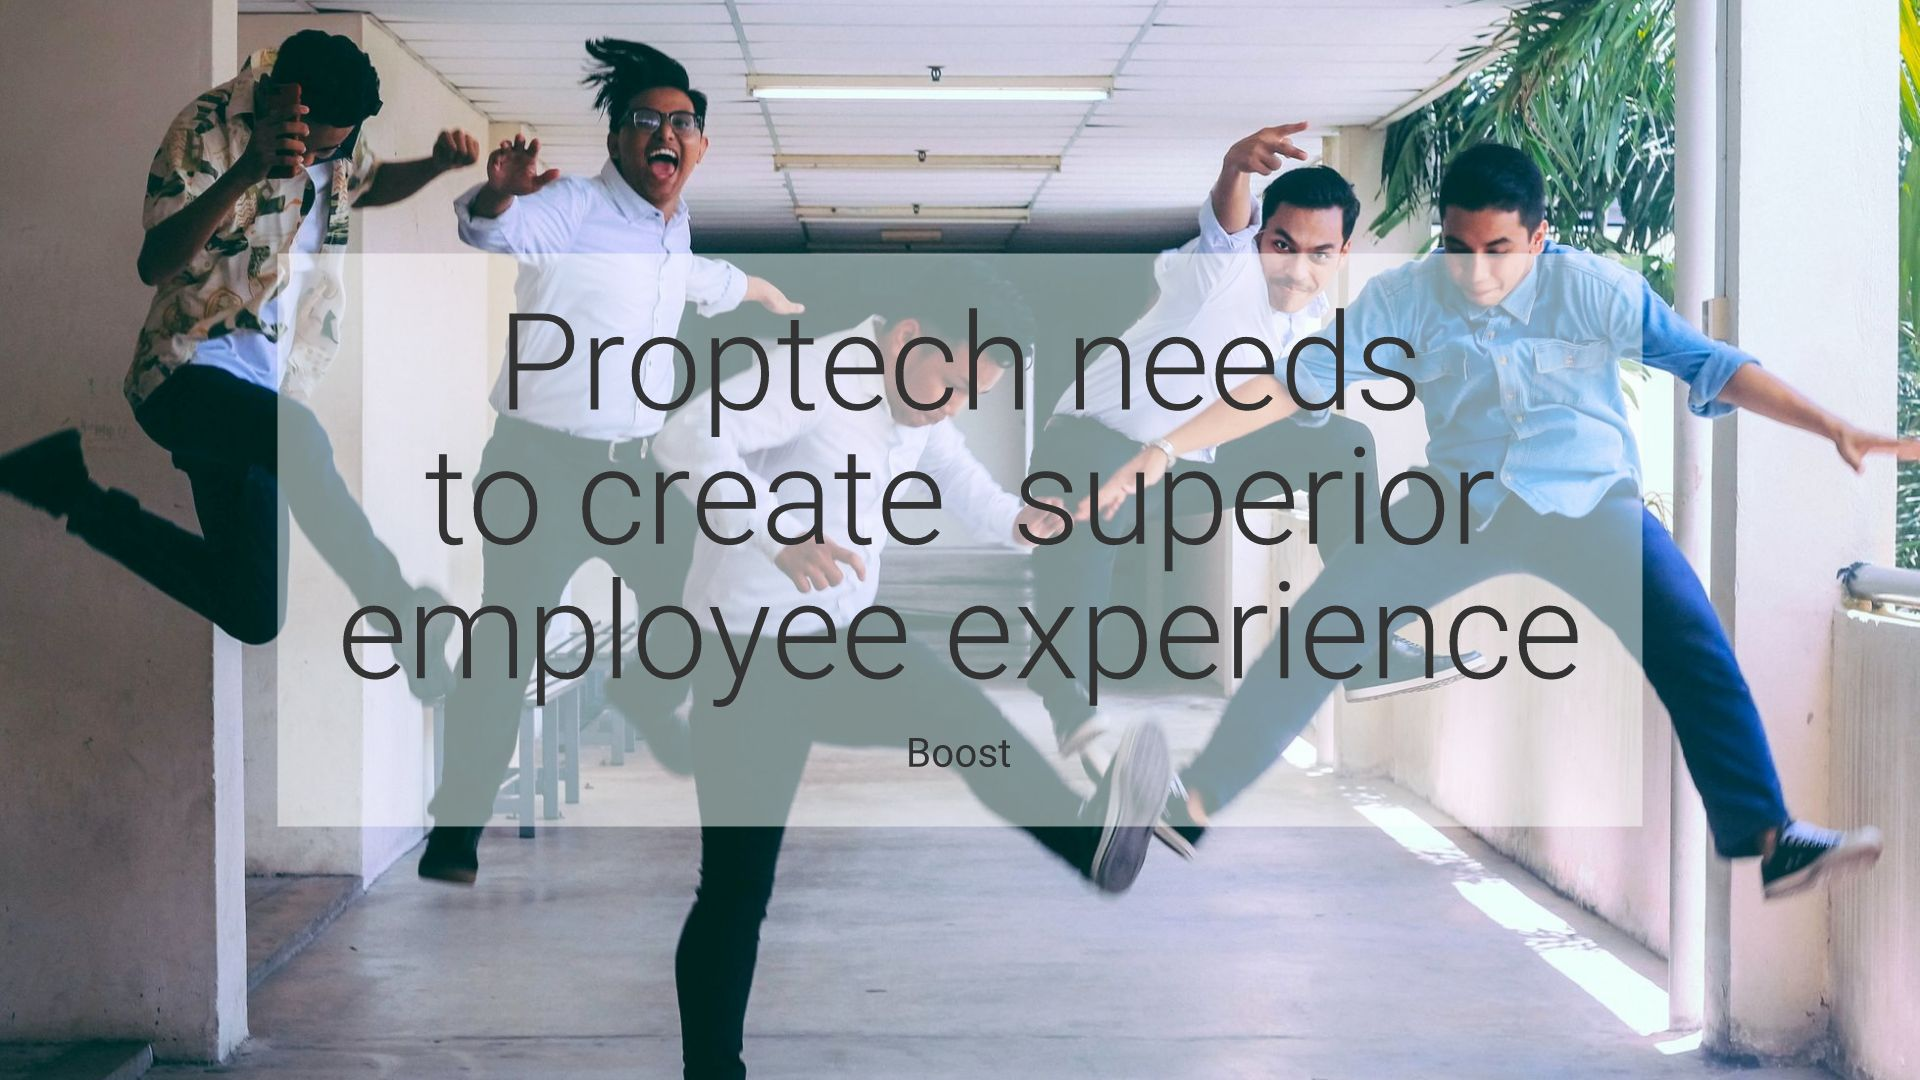 Proptech needs
to create  superior
employee experience
Boost